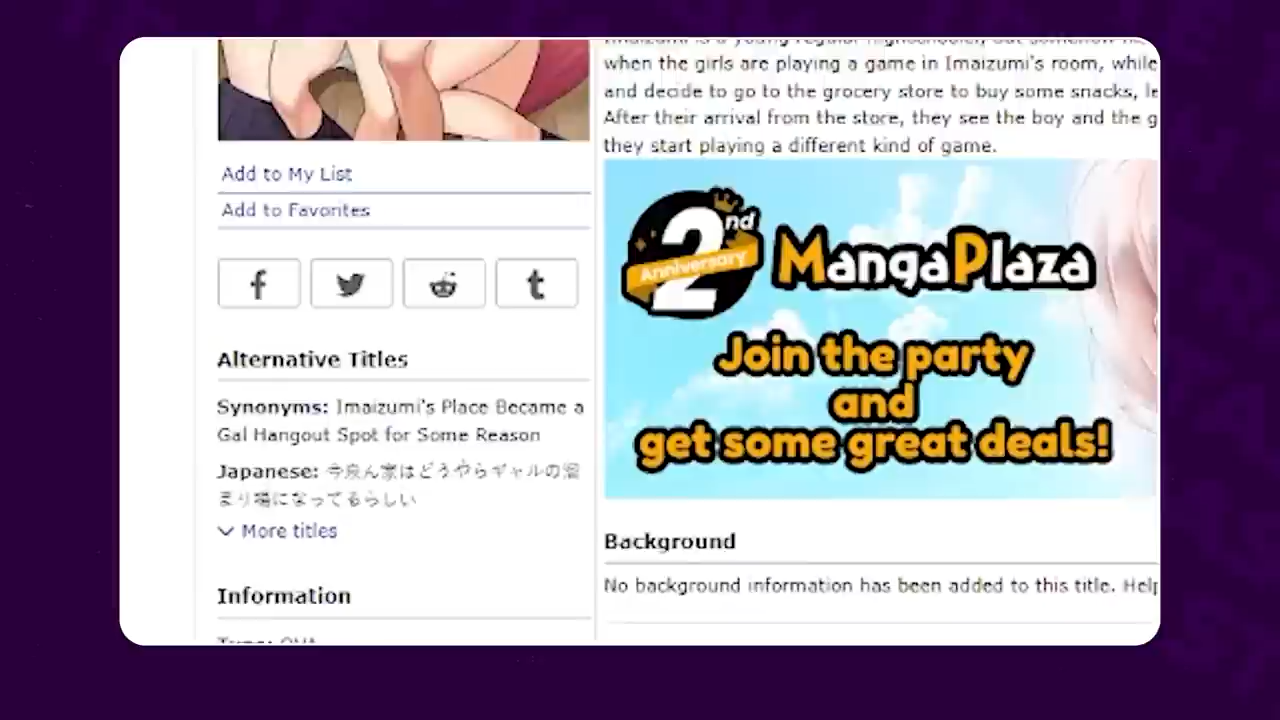 Add to My List
Add to Favorites
Alternative Titles
Synonyms: Imaizumi's Place Became a
Gal Hangout Spot for Some Reason
Japanese: 今泉ん家はどうやらギャルの溜
まり場になってるらしい
More titles
Information
when the girls are playing a game in Imaizumi's room, while
and decide to go to the grocery store to buy some snacks, le
After their arrival from the store, they see the boy and the g
they start playing a different kind of game.
2nd
Anniversary
MangaPlaza
Join the party
and
get some great deals!
Background
No background information has been added to this title. Help